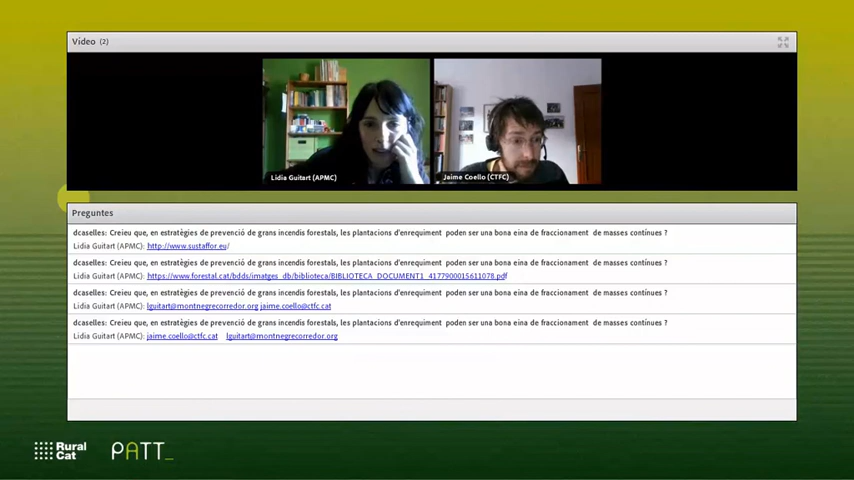 Vídeo (2)
Lidia Guitart (APMC)
Jaime Coello (CTFC)
Preguntes
dcaselles: Creieu que, en estratègies de prevenció de grans incendis forestals, les plantacions d'enrequiment poden ser una bona eina de fraccionament de masses contínues ?
Lidia Guitart (APMC): http://www.sustaffor.eu/
dcaselles: Creieu que, en estratègies de prevenció de grans incendis forestals, les plantacions d'enrequiment poden ser una bona eina de fraccionament de masses contínues ?
Lidia Guitart (APMC): https://www.forestal.cat/bdds/imatges_db/biblioteca/BIBLIOTECA_DOCUMENT1_4177900015611078.pdf
dcaselles: Creieu que, en estratègies de prevenció de grans incendis forestals, les plantacions d'enrequiment poden ser una bona eina de fraccionament de masses contínues ?
Lidia Guitart (APMC): lguitart@montnegrecorredor.org jaime.coello@ctfc.cat
dcaselles: Creieu que, en estratègies de prevenció de grans incendis forestals, les plantacions d'enrequiment poden ser una bona eina de fraccionament de masses contínues ?
Lidia Guitart (APMC): jaime.coello@ctfc.cat lguitart@montnegrecorredor.org
Rural
Cat
PATT_